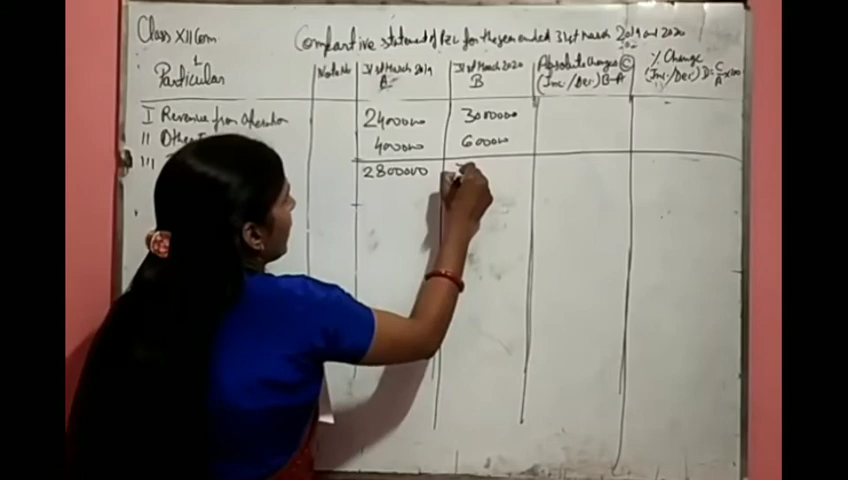 Class XII Com
Comparative statement of P&L for the year ended 31st march 2019 and 2020
Particular
Note No
31st March 2019
A
31st March 2020
B
Absolute Changes (C)
(Inc./Dec.) B-A
% Change
(Inc./Dec.) D=C/A×100
I Revenue from Operation
2400000
3000000
II Other
400000
600000
III
2800000